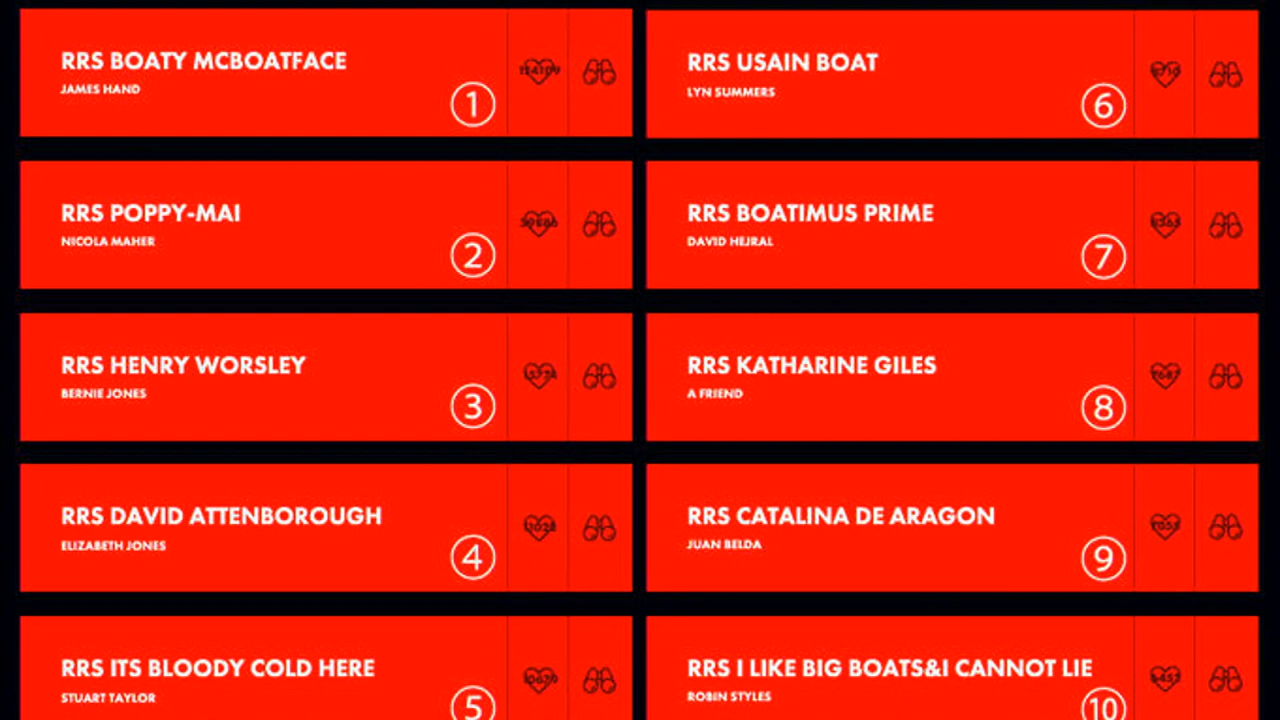 RRS BOATY MCBOATFACE
JAMES HAND
1
RRS POPPY-MAI
NICOLA MAHER
2
RRS HENRY WORSLEY
BERNIE JONES
3
RRS DAVID ATTENBOROUGH
ELIZABETH JONES
4
RRS ITS BLOODY COLD HERE
STUART TAYLOR
5
RRS USAIN BOAT
LYN SUMMERS
6
RRS BOATIMUS PRIME
DAVID HEJRAL
7
RRS KATHARINE GILES
A FRIEND
8
RRS CATALINA DE ARAGON
JUAN BELDA
9
RRS I LIKE BIG BOATS&I CANNOT LIE
ROBIN STYLES
10